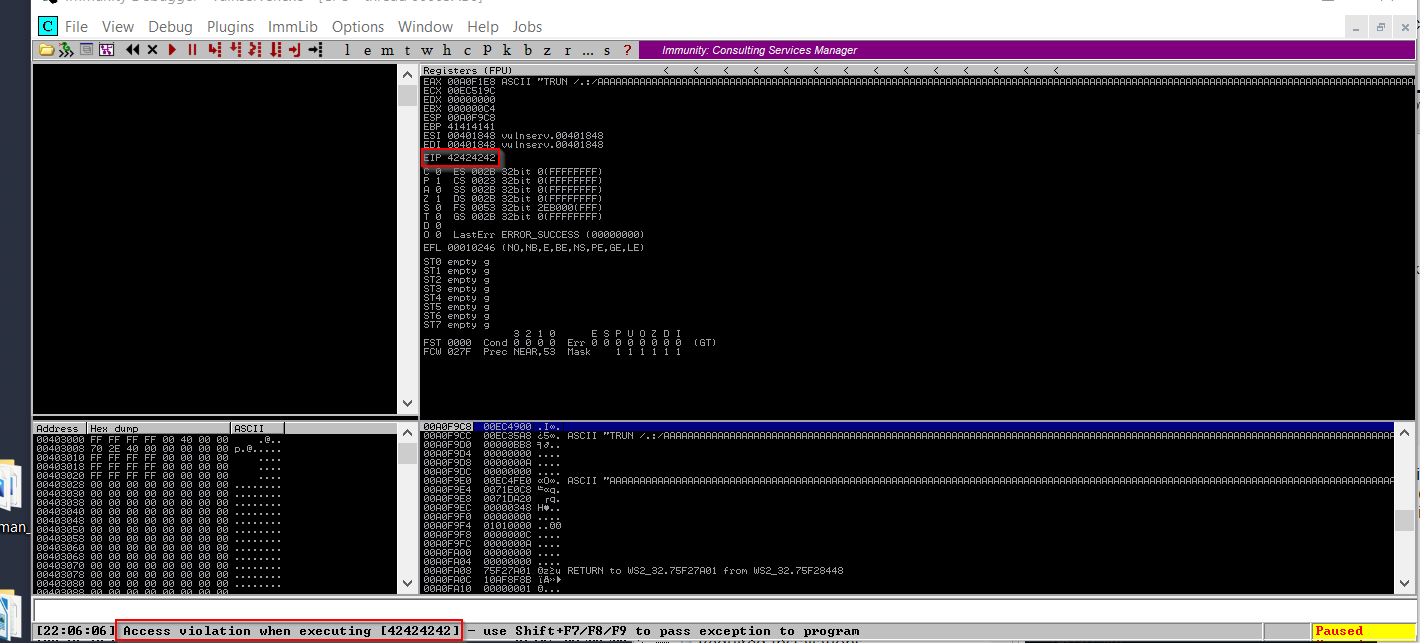 C File View Debug Plugins ImmLib Options Window Help Jobs
l e m t w h c P k b z r ... s ? Immunity: Consulting Services Manager
Registers (FPU) < < < < < < < < < < < < < <
EAX 00A0F1E8 ASCII "TRUN /.:/
ECX 00EC519C
EDX 00000000
EBX 000000C4
ESP 00A0F9C8
EBP 41414141
ESI 00401848 vulnserv.00401848
EDI 00401848 vulnserv.00401848
EIP 42424242
C 0 ES 002B 32bit 0(FFFFFFFF)
P 1 CS 0023 32bit 0(FFFFFFFF)
A 0 SS 002B 32bit 0(FFFFFFFF)
Z 1 DS 002B 32bit 0(FFFFFFFF)
S 0 FS 0053 32bit 2EB000(FFF)
T 0 GS 002B 32bit 0(FFFFFFFF)
D 0
O 0 LastErr ERROR_SUCCESS (00000000)
EFL 00010246 (NO,NB,E,BE,NS,PE,GE,LE)
ST0 empty g
ST1 empty g
ST2 empty g
ST3 empty g
ST4 empty g
ST5 empty g
ST6 empty g
ST7 empty g
3 2 1 0 E S P U O Z D I
FST 0000 Cond 0 0 0 0 Err 0 0 0 0 0 0 0 0 (GT)
FCW 027F Prec NEAR,53 Mask 1 1 1 1 1 1
Address Hex dump ASCII
00403000 FF FF FF FF 00 40 00 00 .@..
00403008 70 2E 40 00 00 00 00 00 p.@.....
00403010 FF FF FF FF 00 00 00 00 ....
00403018 FF FF FF FF 00 00 00 00 ....
00403020 FF FF FF FF 00 00 00 00 ....
00403028 00 00 00 00 00 00 00 00 ........
00403030 00 00 00 00 00 00 00 00 ........
00403038 00 00 00 00 00 00 00 00 ........
00403040 00 00 00 00 00 00 00 00 ........
00403048 00 00 00 00 00 00 00 00 ........
00403050 00 00 00 00 00 00 00 00 ........
00403058 00 00 00 00 00 00 00 00 ........
00403060 00 00 00 00 00 00 00 00 ........
00403068 00 00 00 00 00 00 00 00 ........
00403070 00 00 00 00 00 00 00 00 ........
00403078 00 00 00 00 00 00 00 00 ........
00403080 00 00 00 00 00 00 00 00 ........
00403088 00 00 00 00 00 00 00 00 ........
00A0F9C8 00EC4900 .I
00A0F9CC 00EC35A8 ASCII "TRUN /.:/
00A0F9D0 00000BB8
00A0F9D4 00000000 ....
00A0F9D8 0000000A ....
00A0F9DC 00000000 ....
00A0F9E0 00EC4FE0 ASCII "
00A0F9E4 0071E0C8
00A0F9E8 0071DA20
00A0F9EC 00000348 H♥..
00A0F9F0 00000000 ....
00A0F9F4 01010000
00A0F9F8 0000000C ....
00A0F9FC 0000000A ....
00A0FA00 00000000 ....
00A0FA04 00000000 ....
00A0FA08 75F27A01 RETURN to WS2_32.75F27A01 from WS2_32.75F28448
00A0FA0C 10AF8F8B
00A0FA10 00000001
man_
[22:06:06] Access violation when executing [42424242] - use Shift+F7/F8/F9 to pass exception to program Paused